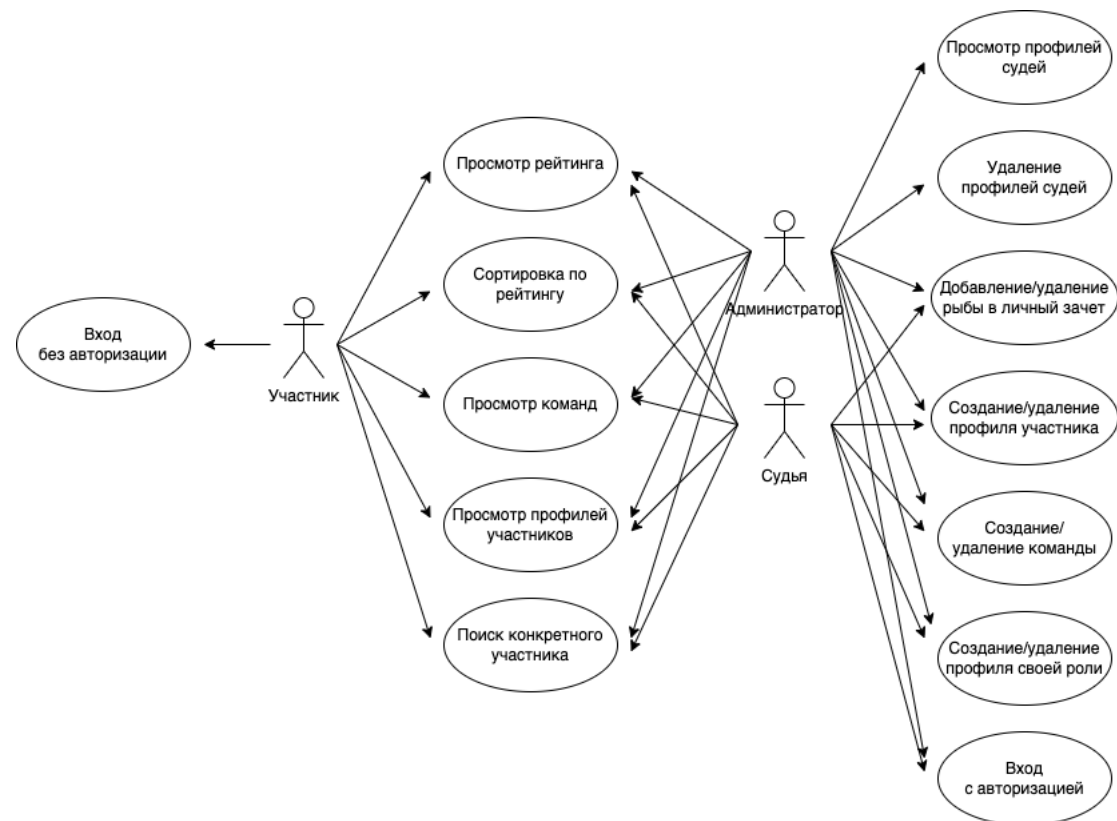 Просмотр профилей
судей
Просмотр рейтинга
Удаление
профилей судей
Сортировка по
рейтингу
Администратор
Добавление/удаление
рыбы в личный зачет
Вход
без авторизации
Участник
Просмотр команд
Судья
Создание/удаление
профиля участника
Просмотр профилей
участников
Создание/
удаление команды
Поиск конкретного
участника
Создание/удаление
профиля своей роли
Вход
с авторизацией